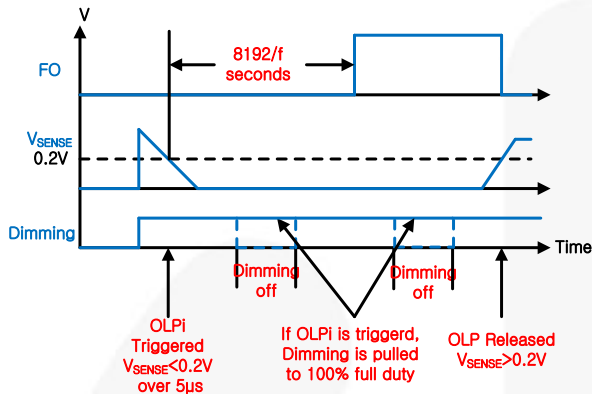 V
FO
8192/f
seconds
VSENSE
0.2V
Dimming
Time
Dimming
off
Dimming
off
OLPi
Triggered
VSENSE<0.2V
over 5µs
If OLPi is triggerd,
Dimming is pulled
to 100% full duty
OLP Released
VSENSE>0.2V